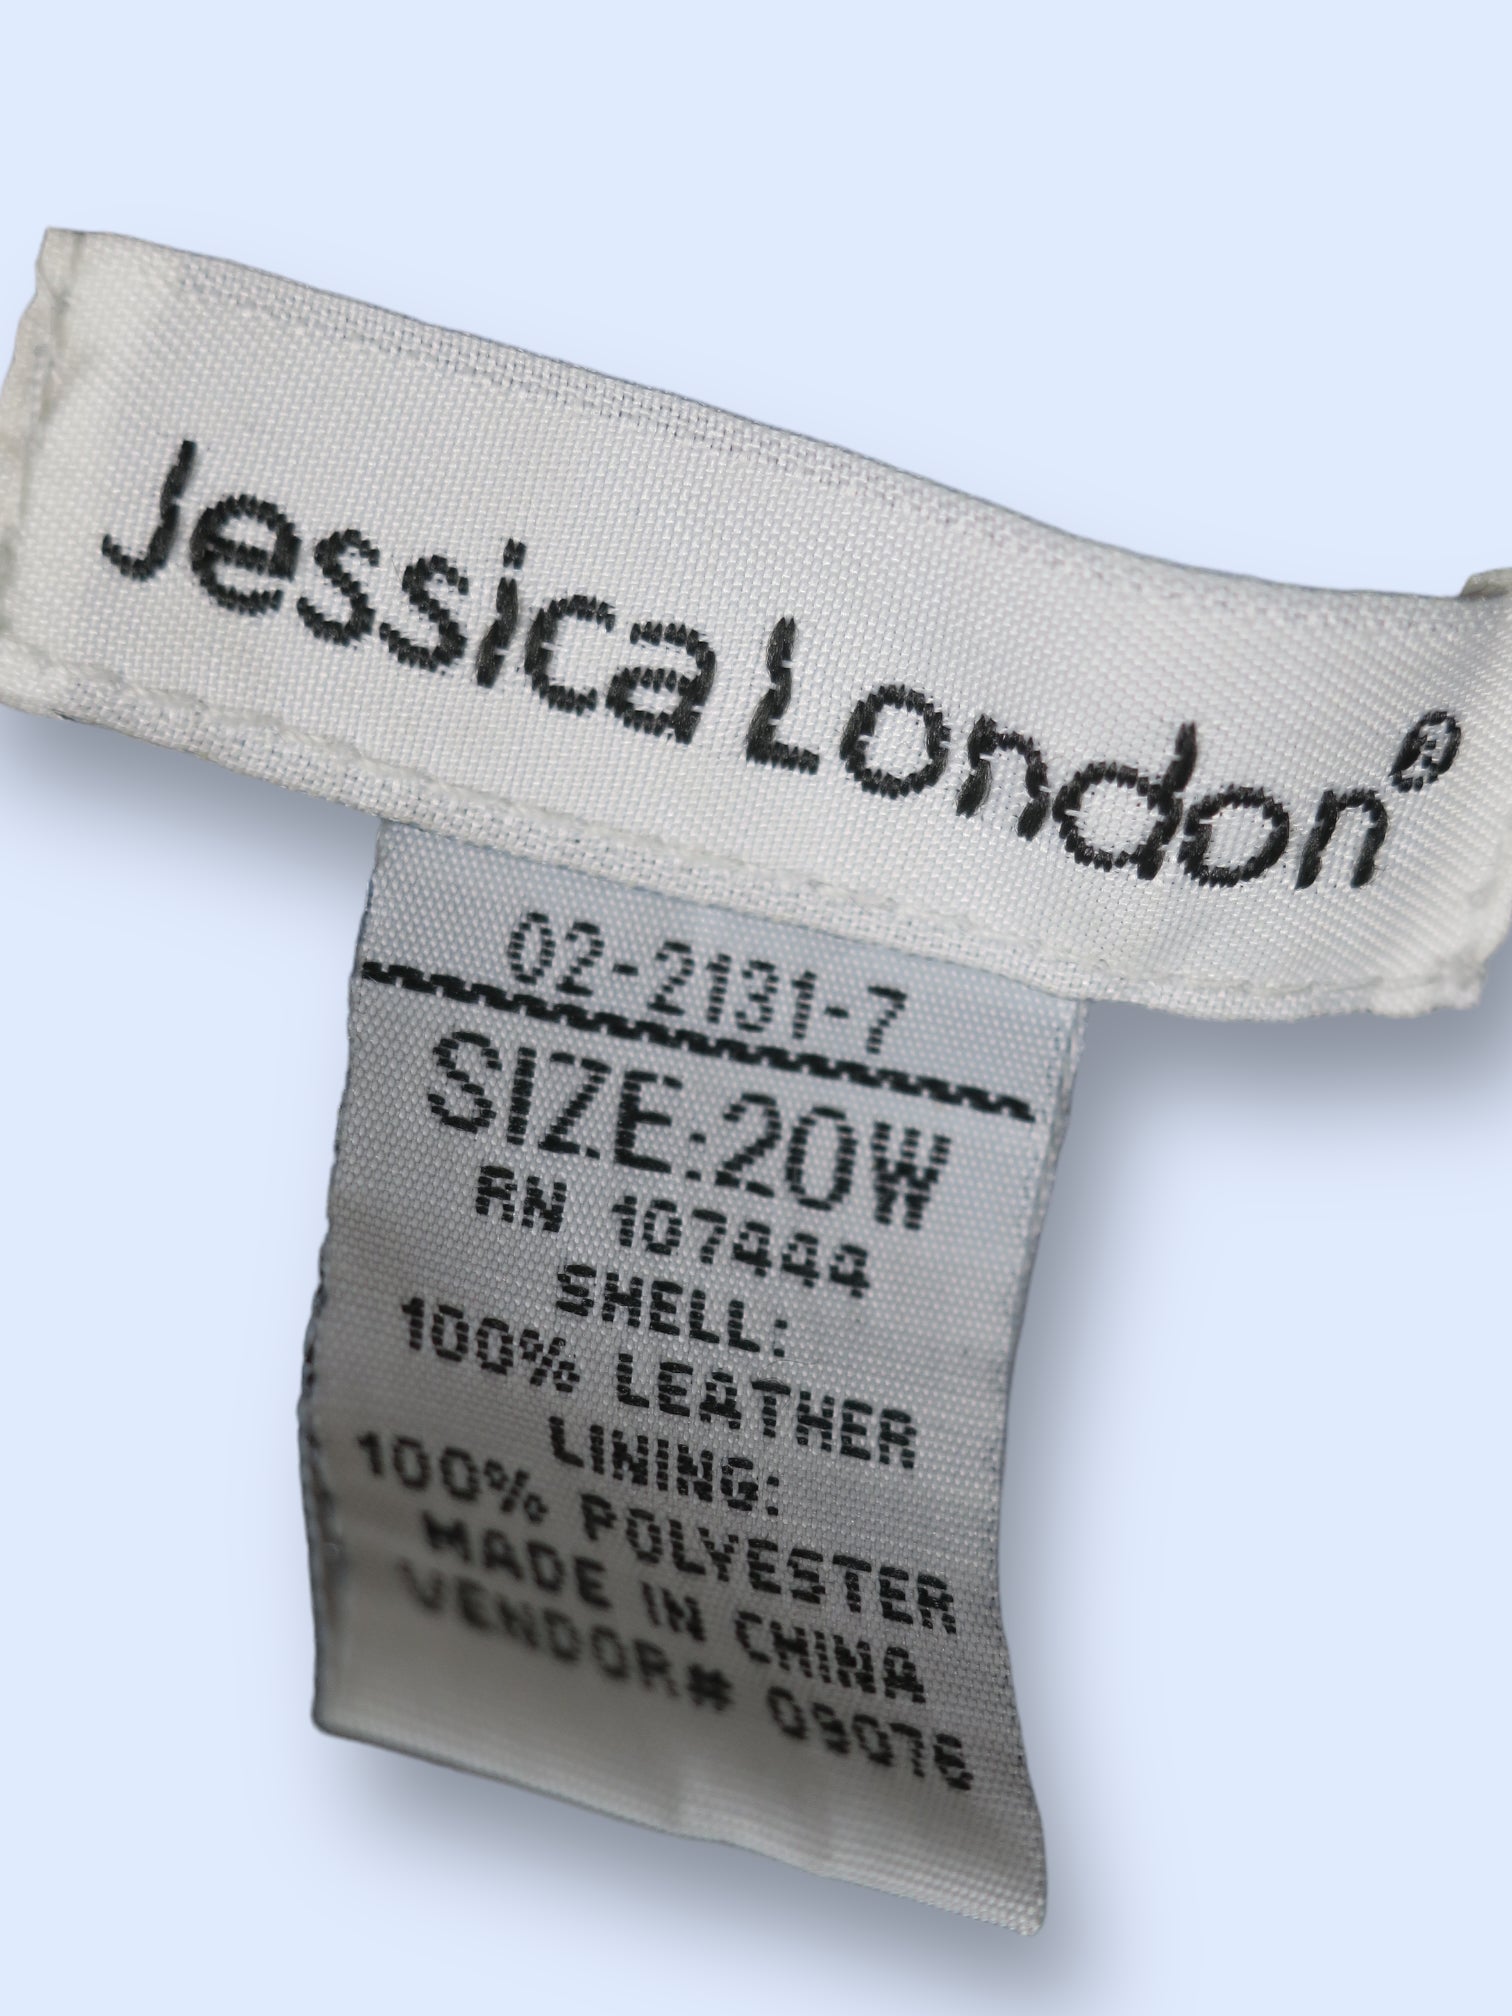 Jessica London®
02-2131-7
SIZE:20W
RN 107444
SHELL:
100% LEATHER
LINING:
100% POLYESTER
MADE IN CHINA
VENDOR# 09076